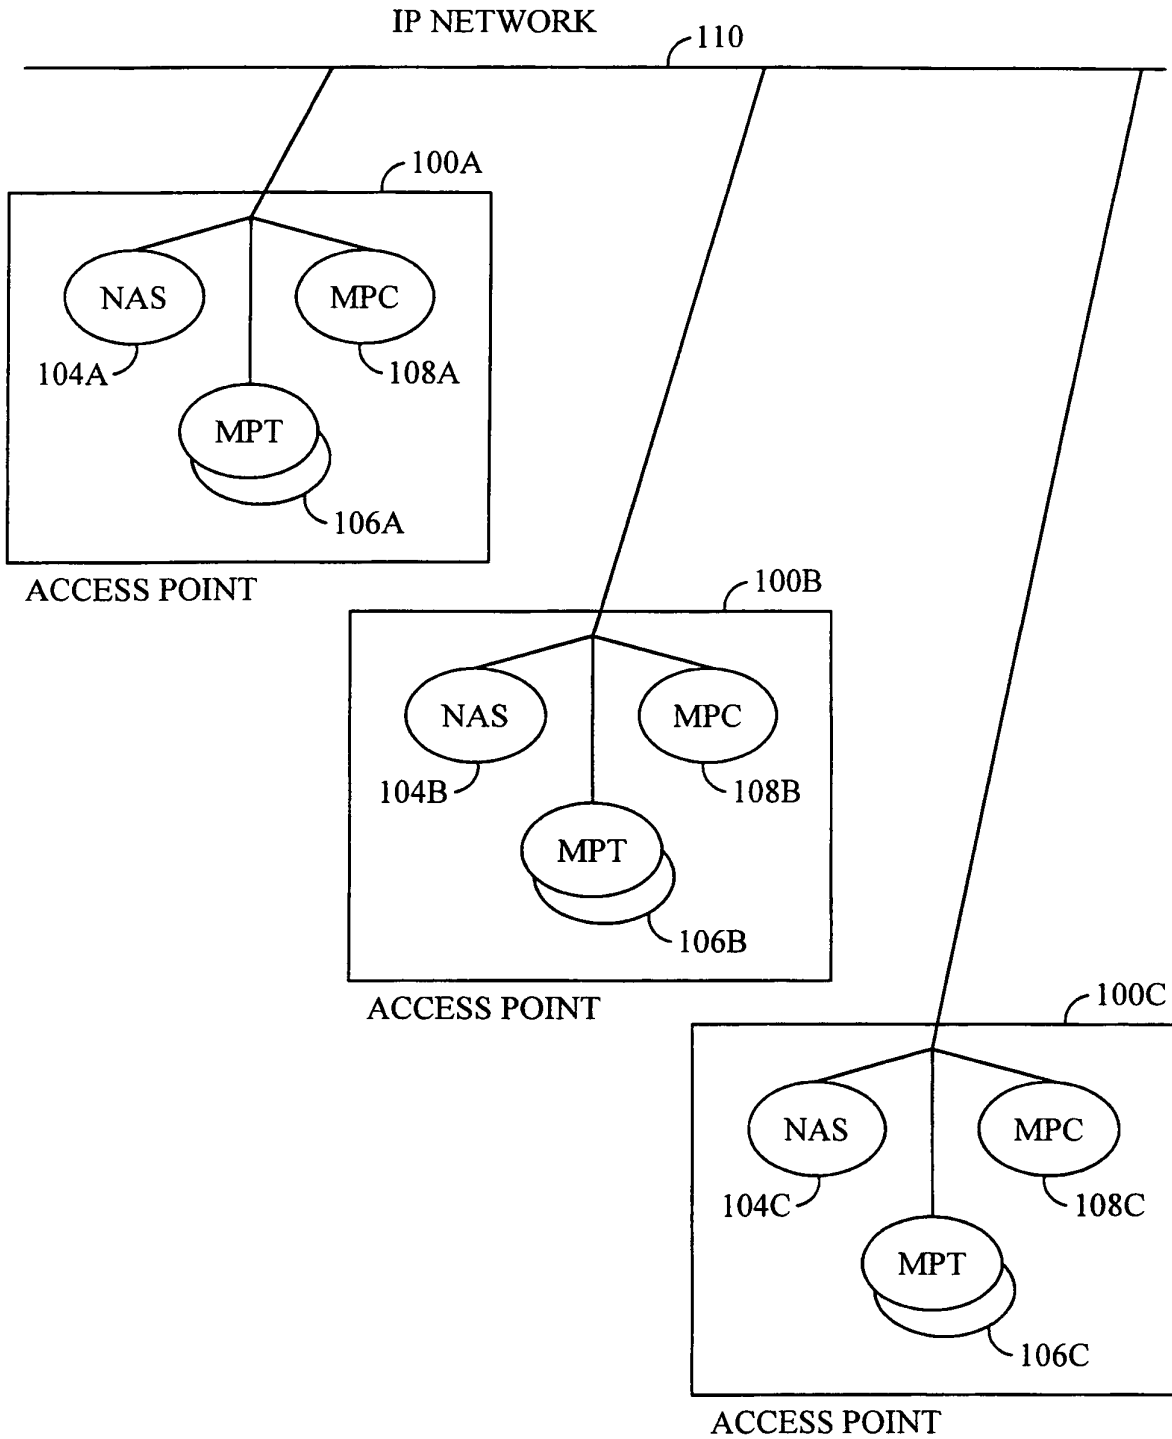 IP NETWORK
110
100A
NAS
MPC
104A
108A
MPT
106A
ACCESS POINT
100B
NAS
MPC
104B
108B
MPT
106B
ACCESS POINT
100C
NAS
MPC
104C
108C
MPT
106C
ACCESS POINT